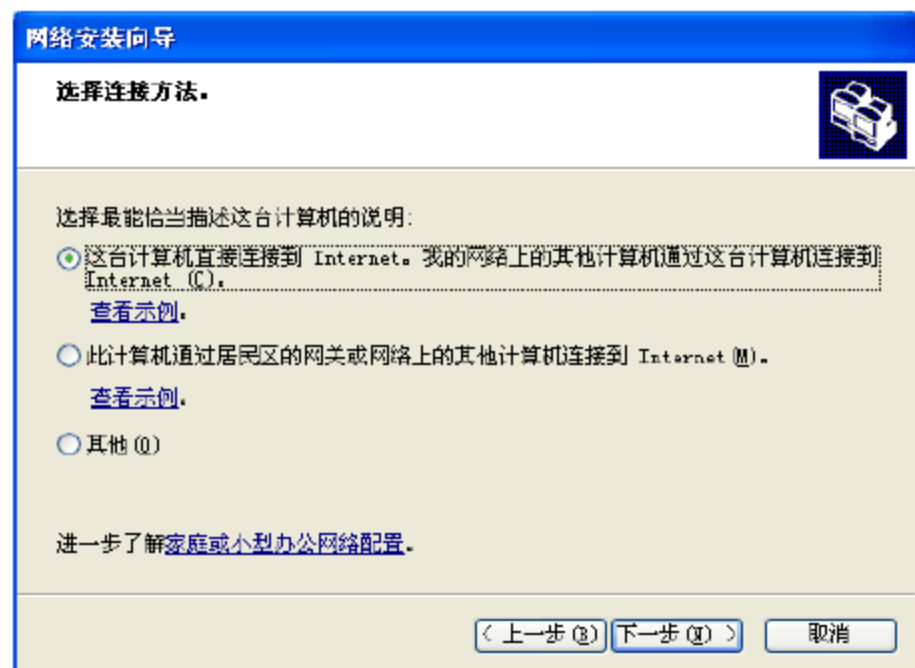 网络安装向导
选择连接方法。
选择最能恰当描述这台计算机的说明:
这台计算机直接连接到 Internet。我的网络上的其他计算机通过这台计算机连接到
Internet (C)。
查看示例。
此计算机通过居民区的网关或网络上的其他计算机连接到 Internet(M)。
查看示例。
其他(O)
进一步了解家庭或小型办公网络配置。
< 上一步(B) 下一步(N) > 取消